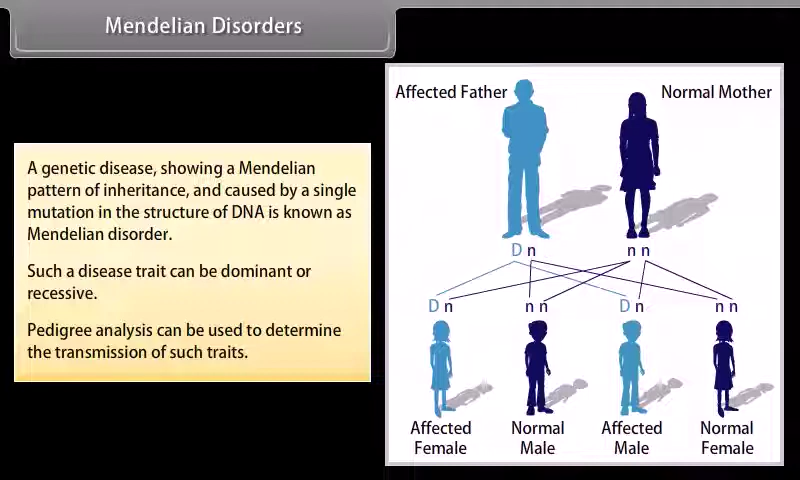 Mendelian Disorders
A genetic disease, showing a Mendelian
pattern of inheritance, and caused by a single
mutation in the structure of DNA is known as
Mendelian disorder.
Such a disease trait can be dominant or
recessive.
Pedigree analysis can be used to determine
the transmission of such traits.
Affected Father Normal Mother
D n n n
D n n n D n n n
Affected Normal Affected Normal
Female Male Male Female